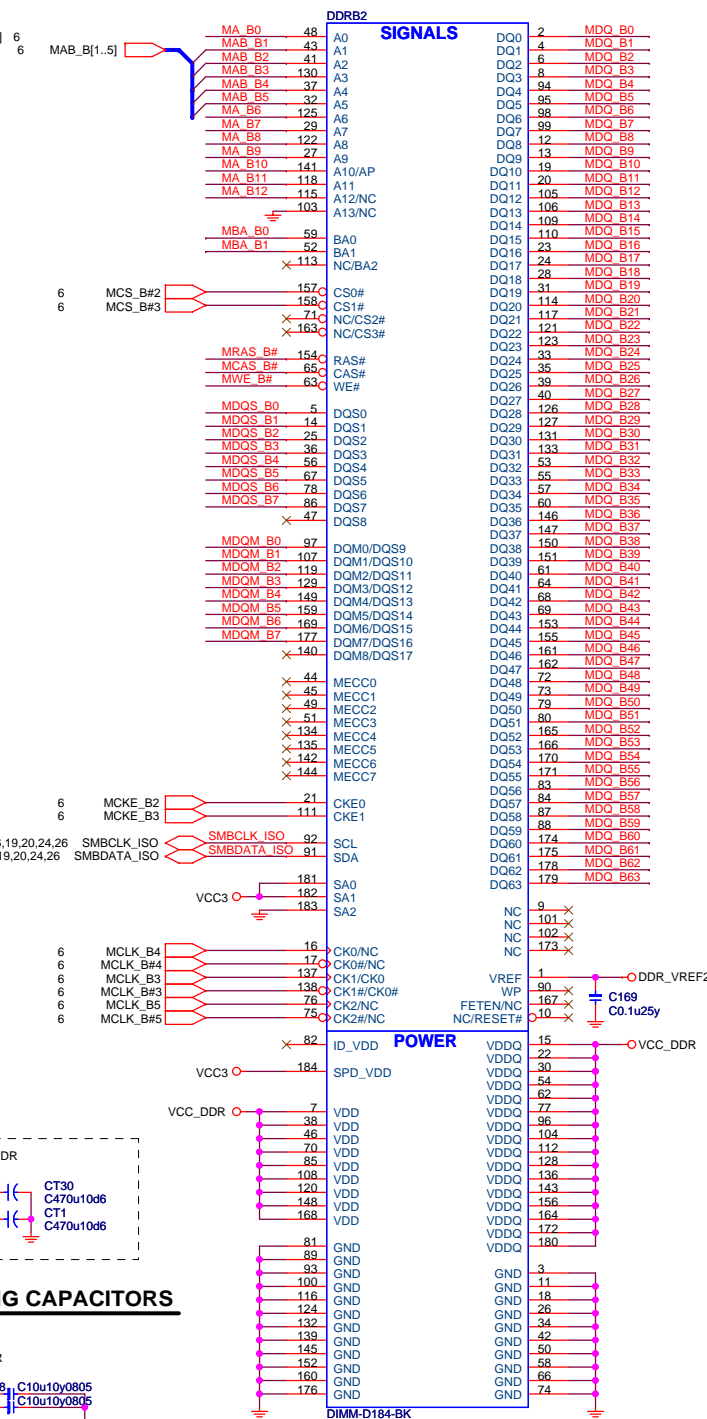 DDRB2
SIGNALS
] 6
6 MAB_B[1..5]
MA_B0 48 A0 DQ0 2 MDQ_B0
MAB_B1 43 A1 DQ1 4 MDQ_B1
MAB_B2 41 A2 DQ2 6 MDQ_B2
MAB_B3 130 A3 DQ3 8 MDQ_B3
MAB_B4 37 A4 DQ4 94 MDQ_B4
MAB_B5 32 A5 DQ5 95 MDQ_B5
MA_B6 125 A6 DQ6 98 MDQ_B6
MA_B7 29 A7 DQ7 99 MDQ_B7
MA_B8 122 A8 DQ8 12 MDQ_B8
MA_B9 27 A9 DQ9 13 MDQ_B9
MA_B10 141 A10/AP DQ10 19 MDQ_B10
MA_B11 118 A11 DQ11 20 MDQ_B11
MA_B12 115 A12/NC DQ12 105 MDQ_B12
103 A13/NC DQ13 106 MDQ_B13
DQ14 109 MDQ_B14
MBA_B0 59 BA0 DQ15 110 MDQ_B15
MBA_B1 52 BA1 DQ16 23 MDQ_B16
113 NC/BA2 DQ17 24 MDQ_B17
DQ18 28 MDQ_B18
6 MCS_B#2 157 CS0# DQ19 31 MDQ_B19
6 MCS_B#3 158 CS1# DQ20 114 MDQ_B20
71 NC/CS2# DQ21 117 MDQ_B21
163 NC/CS3# DQ22 121 MDQ_B22
DQ23 123 MDQ_B23
MRAS_B# 154 RAS# DQ24 33 MDQ_B24
MCAS_B# 65 CAS# DQ25 35 MDQ_B25
MWE_B# 63 WE# DQ26 39 MDQ_B26
DQ27 40 MDQ_B27
MDQS_B0 5 DQS0 DQ28 126 MDQ_B28
MDQS_B1 14 DQS1 DQ29 127 MDQ_B29
MDQS_B2 25 DQS2 DQ30 131 MDQ_B30
MDQS_B3 36 DQS3 DQ31 133 MDQ_B31
MDQS_B4 56 DQS4 DQ32 53 MDQ_B32
MDQS_B5 67 DQS5 DQ33 55 MDQ_B33
MDQS_B6 78 DQS6 DQ34 57 MDQ_B34
MDQS_B7 86 DQS7 DQ35 60 MDQ_B35
47 DQS8 DQ36 146 MDQ_B36
DQ37 147 MDQ_B37
MDQM_B0 97 DQM0/DQS9 DQ38 150 MDQ_B38
MDQM_B1 107 DQM1/DQS10 DQ39 151 MDQ_B39
MDQM_B2 119 DQM2/DQS11 DQ40 61 MDQ_B40
MDQM_B3 129 DQM3/DQS12 DQ41 64 MDQ_B41
MDQM_B4 149 DQM4/DQS13 DQ42 68 MDQ_B42
MDQM_B5 159 DQM5/DQS14 DQ43 69 MDQ_B43
MDQM_B6 169 DQM6/DQS15 DQ44 153 MDQ_B44
MDQM_B7 177 DQM7/DQS16 DQ45 155 MDQ_B45
140 DQM8/DQS17 DQ46 161 MDQ_B46
DQ47 162 MDQ_B47
44 MECC0 DQ48 72 MDQ_B48
45 MECC1 DQ49 73 MDQ_B49
49 MECC2 DQ50 79 MDQ_B50
51 MECC3 DQ51 80 MDQ_B51
134 MECC4 DQ52 165 MDQ_B52
135 MECC5 DQ53 166 MDQ_B53
142 MECC6 DQ54 170 MDQ_B54
144 MECC7 DQ55 171 MDQ_B55
DQ56 83 MDQ_B56
6 MCKE_B2 21 CKE0 DQ57 84 MDQ_B57
6 MCKE_B3 111 CKE1 DQ58 87 MDQ_B58
DQ59 88 MDQ_B59
,19,20,24,26 SMBCLK_ISO SMBCLK_ISO 92 SCL DQ60 174 MDQ_B60
19,20,24,26 SMBDATA_ISO SMBDATA_ISO 91 SDA DQ61 175 MDQ_B61
DQ62 178 MDQ_B62
181 SA0 DQ63 179 MDQ_B63
VCC3 182 SA1
183 SA2 NC 9
NC 101
NC 102
6 MCLK_B4 16 CK0/NC NC 173
6 MCLK_B#4 17 CK0#/NC
6 MCLK_B3 137 CK1/CK0 VREF 1 DDR_VREF2
6 MCLK_B#3 138 CK1#/CK0# WP 90 C169
6 MCLK_B5 76 CK2/NC FETEN/NC 167 C0.1u25y
6 MCLK_B#5 75 CK2#/NC NC/RESET# 10
POWER
82 ID_VDD VDDQ 15 VCC_DDR
VDDQ 22
VCC3 184 SPD_VDD VDDQ 30
VDDQ 54
VDDQ 62
VCC_DDR 7 VDD VDDQ 77
38 VDD VDDQ 96
46 VDD VDDQ 104
70 VDD VDDQ 112
85 VDD VDDQ 128
108 VDD VDDQ 136
120 VDD VDDQ 143
148 VDD VDDQ 156
168 VDD VDDQ 164
VDDQ 172
81 GND VDDQ 180
89 GND
93 GND GND 3
100 GND GND 11
116 GND GND 18
124 GND GND 26
132 GND GND 34
139 GND GND 42
145 GND GND 50
152 GND GND 58
160 GND GND 66
176 GND GND 74
DIMM-D184-BK
DR
CT30
C470u10d6
CT1
C470u10d6
G CAPACITORS
R
8 C10u10y0805
C10u10y0805